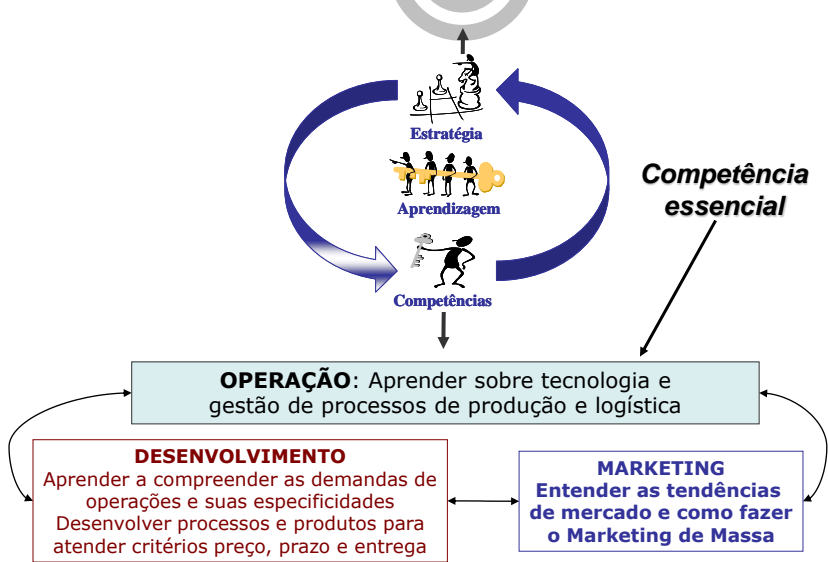 Estratégia
Aprendizagem
Competências
Competência
essencial
OPERAÇÃO: Aprender sobre tecnologia e
gestão de processos de produção e logística
DESENVOLVIMENTO
Aprender a compreender as demandas de
operações e suas especificidades
Desenvolver processos e produtos para
atender critérios preço, prazo e entrega
MARKETING
Entender as tendências
de mercado e como fazer
o Marketing de Massa